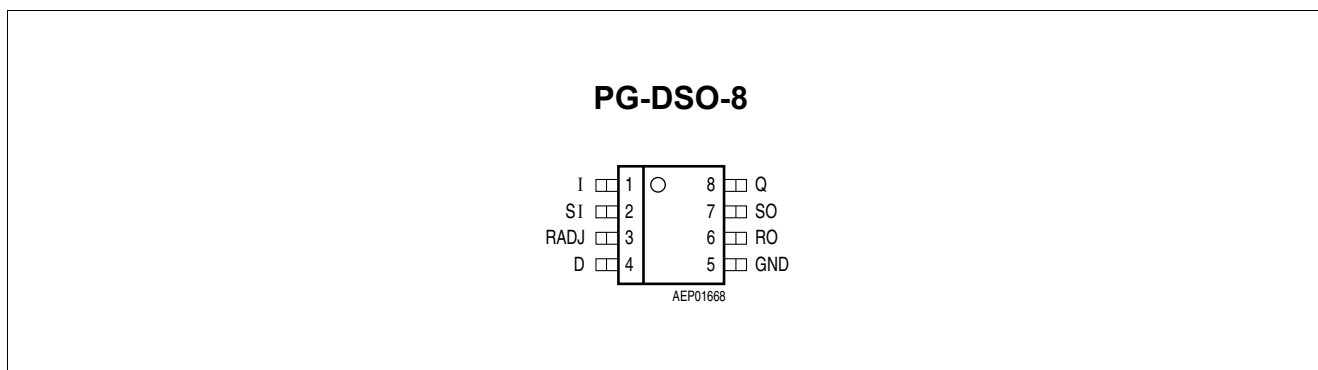 PG-DSO-8
I 1 8 Q
SI 2 7 SO
RADJ 3 6 RO
D 4 5 GND
AEP01668